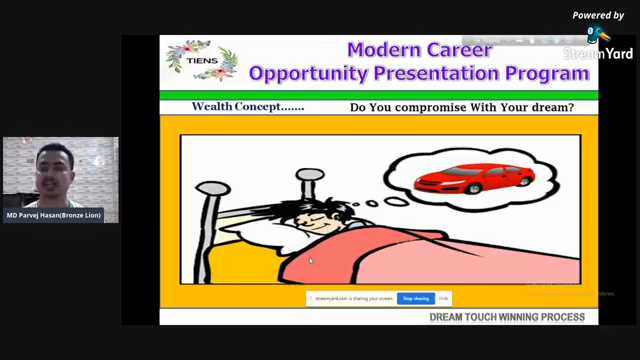 Powered by
StreamYard
TIENS
Modern Career
Opportunity Presentation Program
Wealth Concept.......
Do You compromise With Your dream?
MD Parvej Hasan(Bronze Lion)
streamyard.com is sharing your screen.
Stop sharing
Hide
DREAM TOUCH WINNING PROCESS